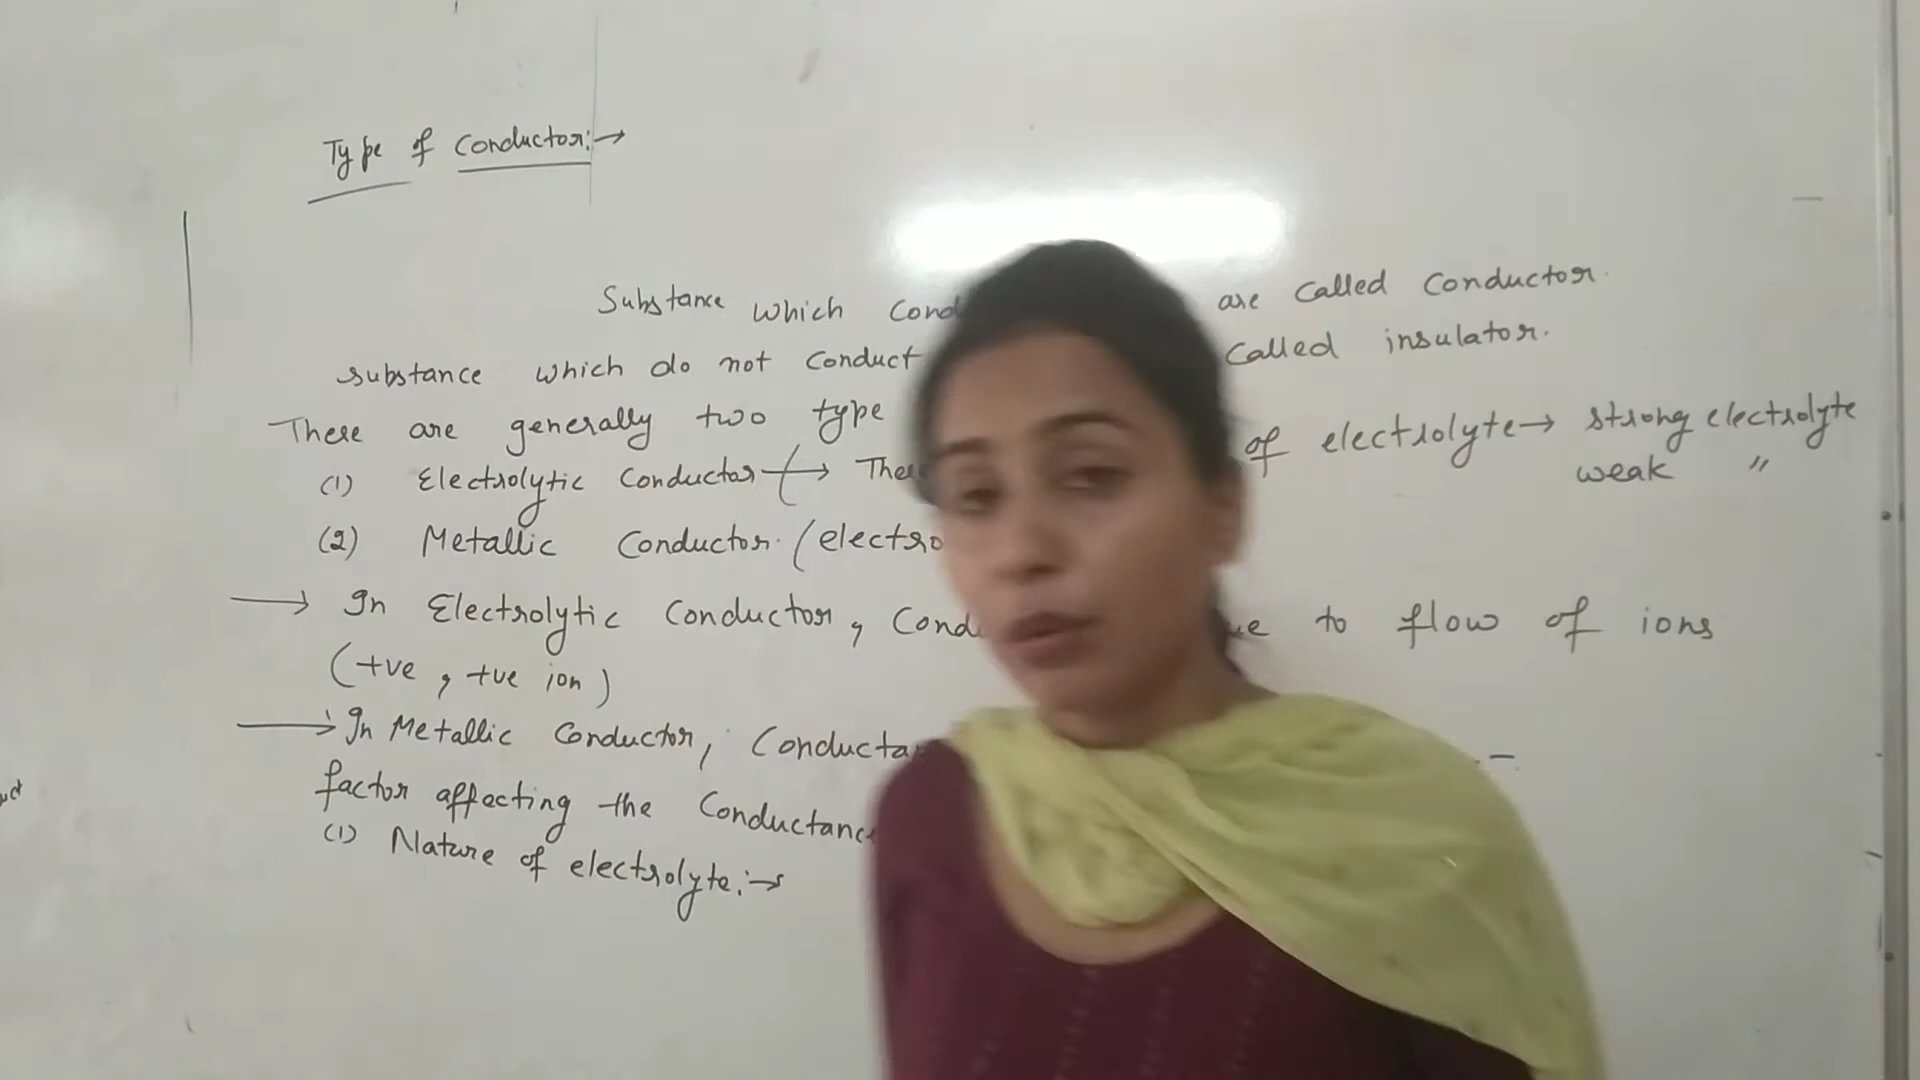 Type of Conductor:→
Substance which Cond are called Conductor.
substance which do not Conduct called insulator.
There are generally two type
of electrolyte→ strong electrolyte
(1) Electrolytic Conductor → The
weak "
(2) Metallic Conductor. (electro
→ In Electrolytic Conductor, Cond to flow of ions
(+ve, +ve ion)
→ In Metallic Conductor, Conducta
factor affecting the Conductance
(1) Nature of electrolyte:→